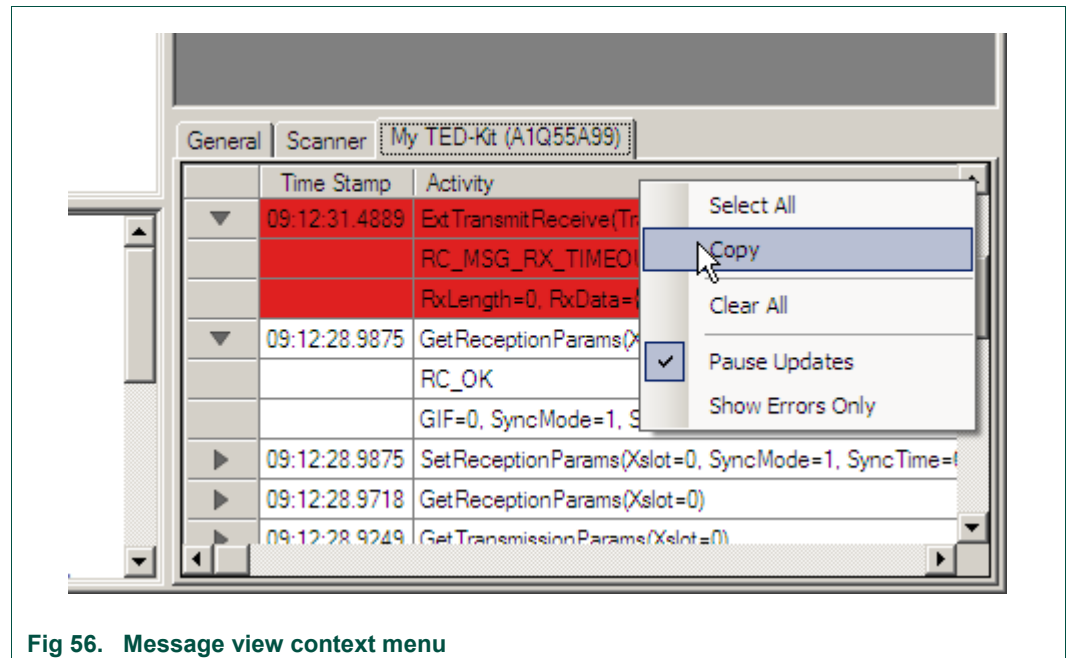 General Scanner My TED-Kit (A1Q55A99)
Time Stamp Activity
09:12:31.4889 ExtTransmitReceive(Tr
RC_MSG_RX_TIMEOU
RxLength=0, RxData=
09:12:28.9875 GetReceptionParams(X
RC_OK
GIF=0, SyncMode=1, S
09:12:28.9875 SetReceptionParams(Xslot=0, SyncMode=1, SyncTime=
09:12:28.9718 GetReceptionParams(Xslot=0)
09:12:28.9249 GetTransmissionParams(Xslot=0)
Select All
Copy
Clear All
Pause Updates
Show Errors Only
Fig 56. Message view context menu